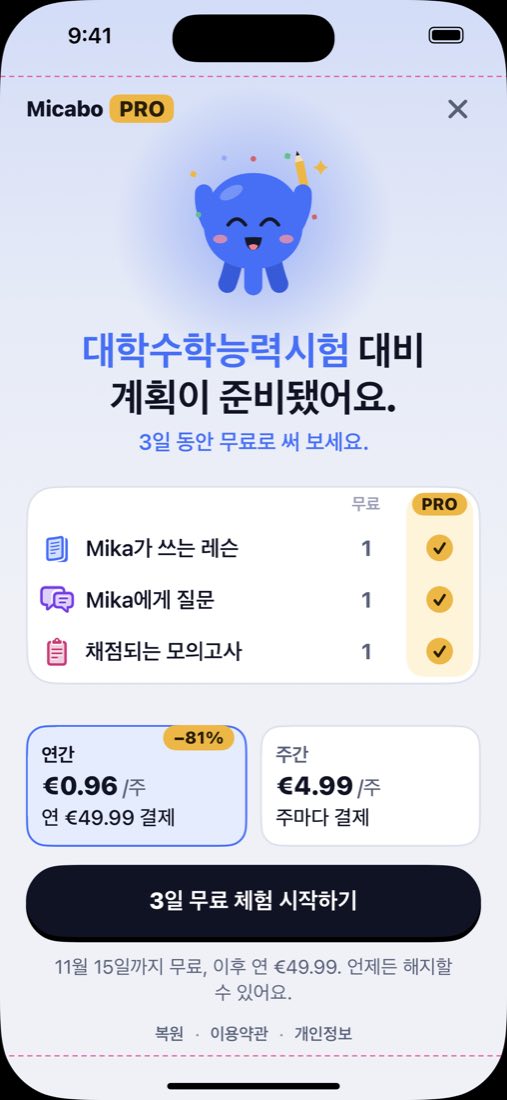 9:41
Micabo PRO
대학수학능력시험 대비
계획이 준비됐어요.
3일 동안 무료로 써 보세요.
무료 PRO
Mika가 쓰는 레슨 1
Mika에게 질문 1
채점되는 모의고사 1
−81%
연간
€0.96 /주
연 €49.99 결제
주간
€4.99 /주
주마다 결제
3일 무료 체험 시작하기
11월 15일까지 무료, 이후 연 €49.99. 언제든 해지할
수 있어요.
복원 · 이용약관 · 개인정보